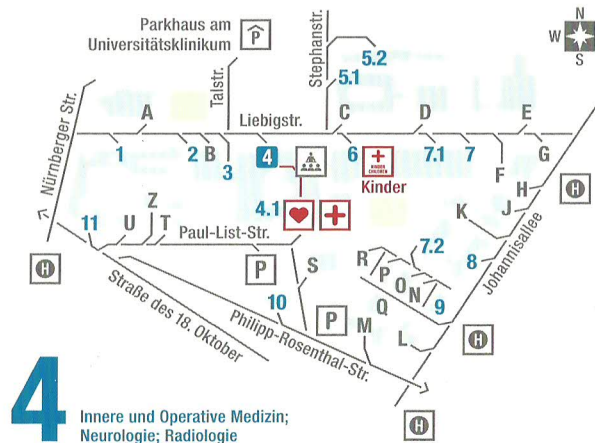 Parkhaus am
Universitätsklinikum
P
Stephanstr.
5.2
5.1
N
W
S
Talstr.
Nürnberger Str.
A
Liebigstr.
C
D
E
1
2
B
3
4
6
KINDER
CHILDREN
Kinder
7.1
7
F
G
H
H
J
K
Johannisallee
4.1
11
U
Z
T
Paul-List-Str.
H
P
S
R
P
O
N
Q
7.2
9
8
Straße des 18. Oktober
10
P
M
L
H
Philipp-Rosenthal-Str.
H
4
Innere und Operative Medizin;
Neurologie; Radiologie